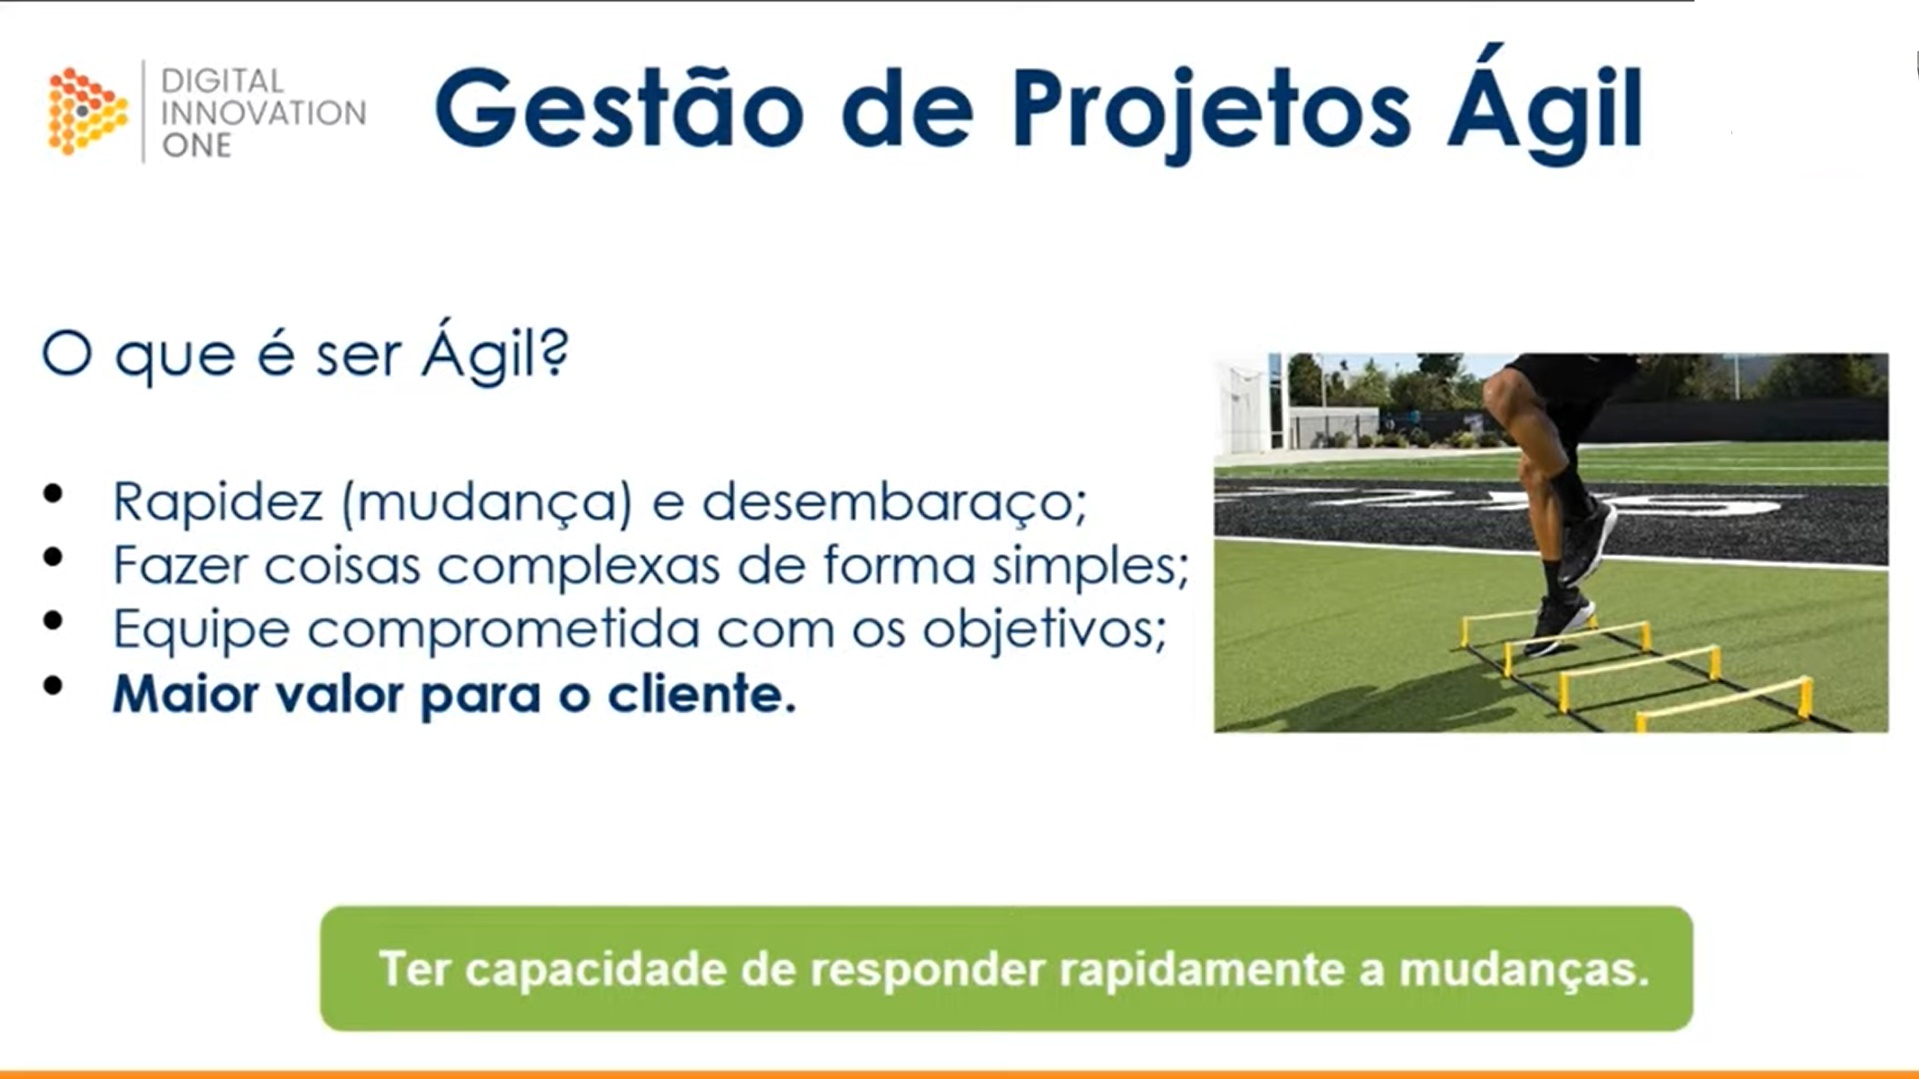 DIGITAL
INNOVATION
ONE
Gestão de Projetos Ágil
O que é ser Ágil?
• Rapidez (mudança) e desembaraço;
• Fazer coisas complexas de forma simples;
• Equipe comprometida com os objetivos;
• Maior valor para o cliente.
Ter capacidade de responder rapidamente a mudanças.